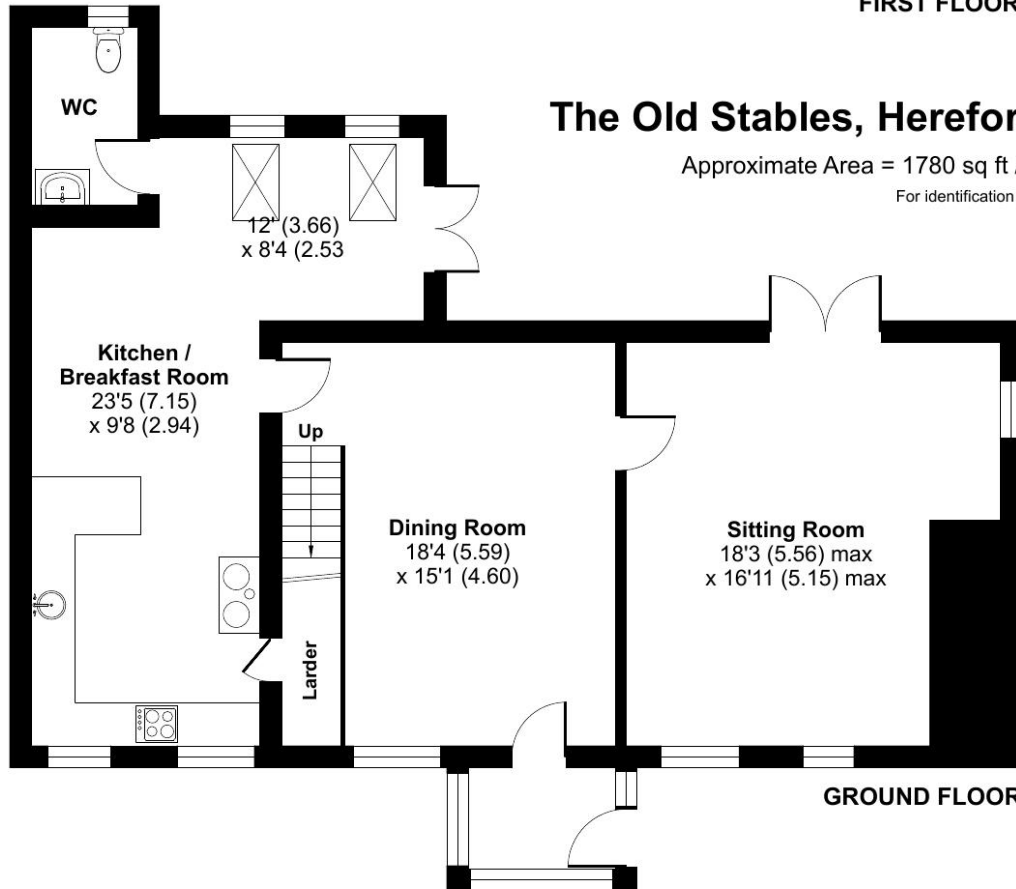 FIRST FLOOR
The Old Stables, Herefor
Approximate Area = 1780 sq ft /
For identification
WC
12' (3.66)
x 8'4 (2.53
Kitchen /
Breakfast Room
23'5 (7.15)
x 9'8 (2.94)
Up
Dining Room
18'4 (5.59)
x 15'1 (4.60)
Sitting Room
18'3 (5.56) max
x 16'11 (5.15) max
Larder
GROUND FLOOR